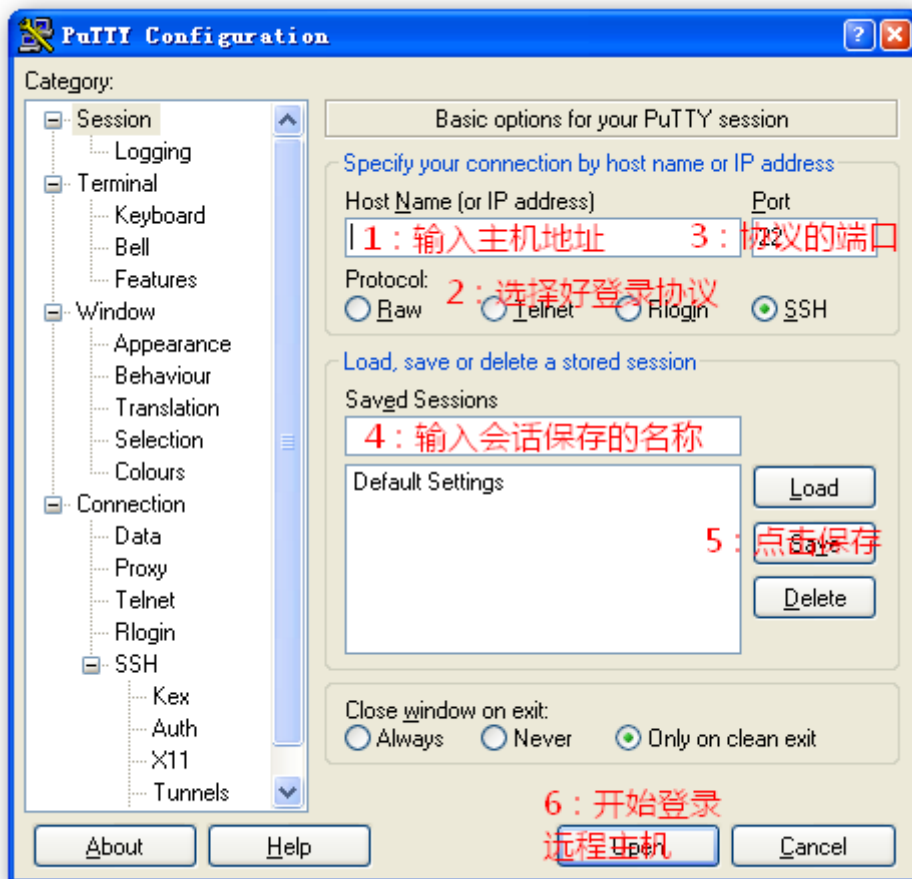 PuTTY Configuration
Category:
Session
Logging
Terminal
Keyboard
Bell
Features
Window
Appearance
Behaviour
Translation
Selection
Colours
Connection
Data
Proxy
Telnet
Rlogin
SSH
Kex
Auth
X11
Tunnels
Basic options for your PuTTY session
Specify your connection by host name or IP address
Host Name (or IP address) Port
1：输入主机地址 3：协议的端口
22
Protocol:
2：选择好登录协议
Raw Telnet Rlogin SSH
Load, save or delete a stored session
Saved Sessions
4：输入会话保存的名称
Default Settings
Load
5：点击保存
Save
Delete
Close window on exit:
Always Never Only on clean exit
6：开始登录
远程主机
About Help Open Cancel